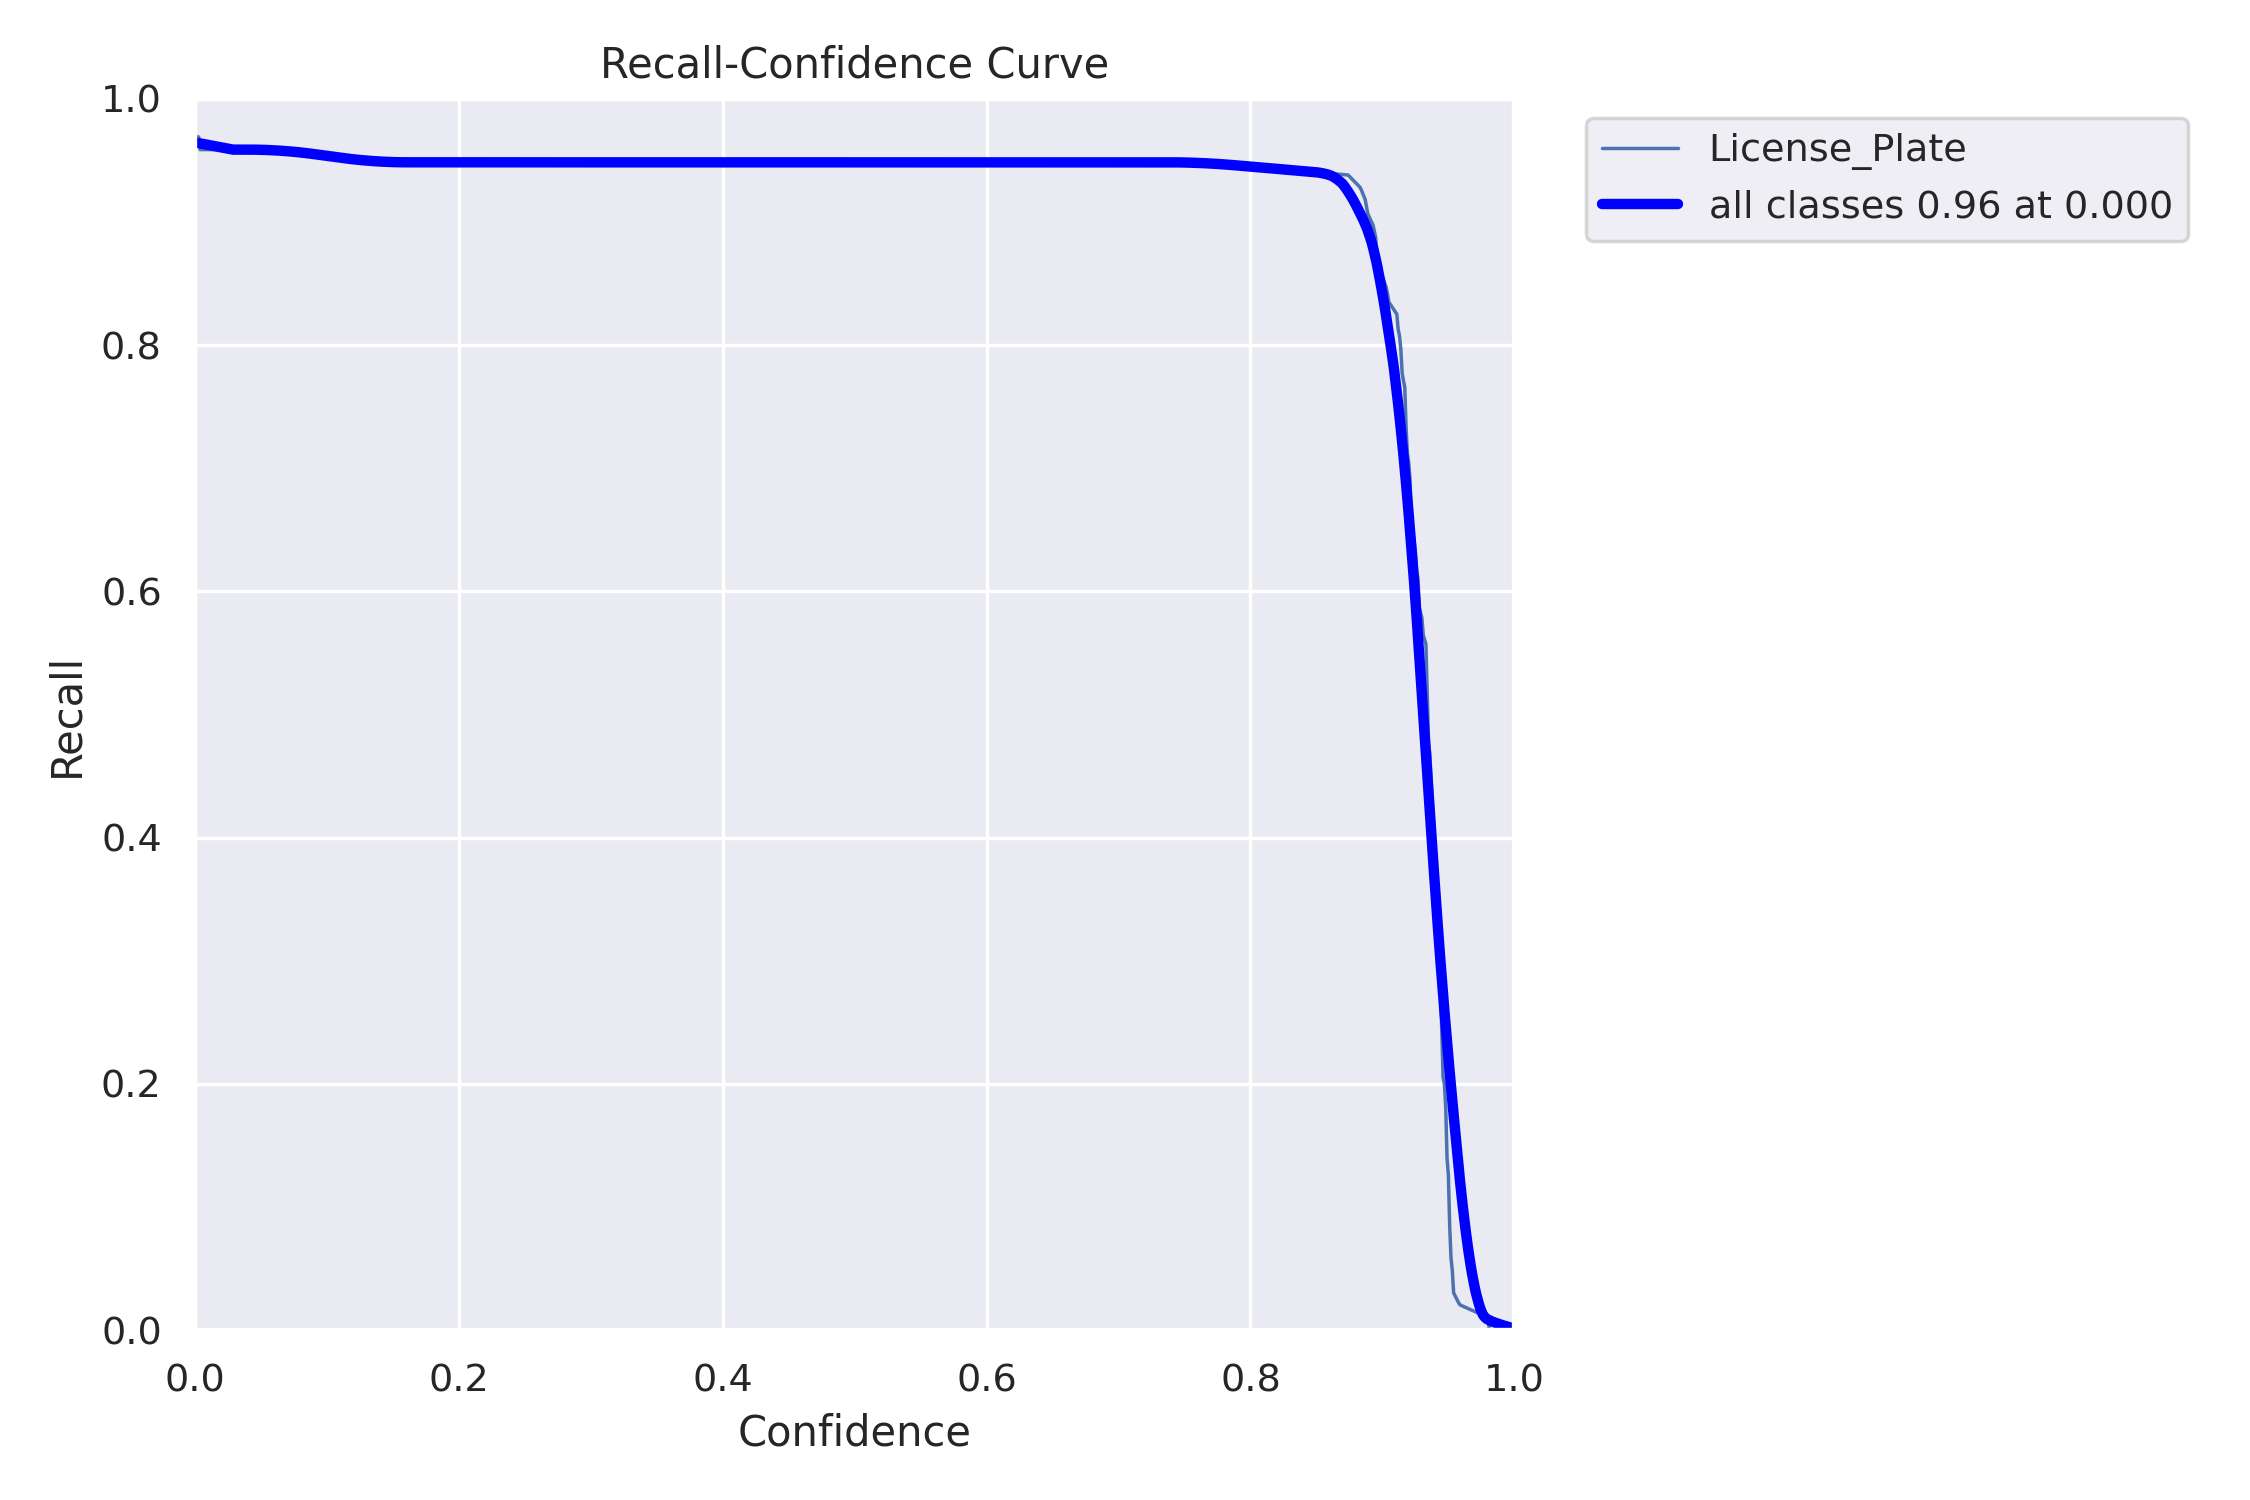 Recall-Confidence Curve
1.0
0.8
0.6
0.4
0.2
0.0
Recall
0.0 0.2 0.4 0.6 0.8 1.0
Confidence
License_Plate
all classes 0.96 at 0.000